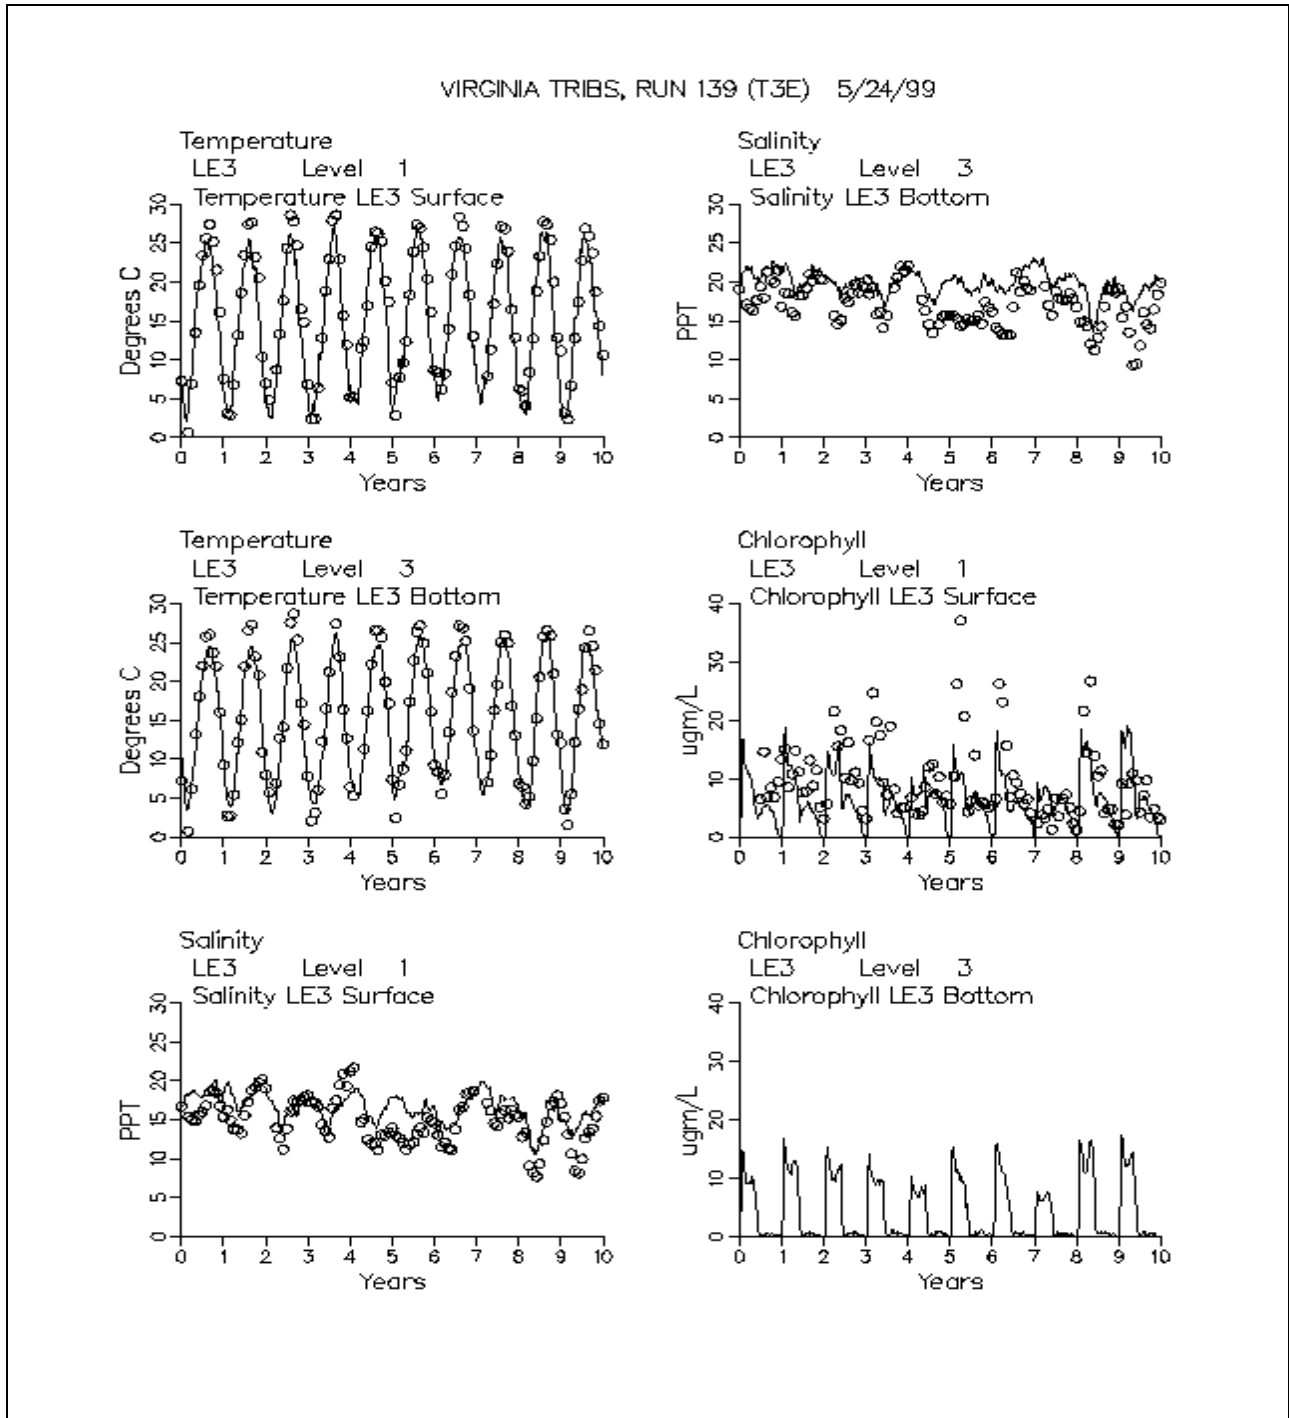 VIRGINIA TRIBS, RUN 139 (T3E) 5/24/99
Temperature
LE3 Level 1
Temperature LE3 Surface
30
25
20
15
10
5
0
Degrees C
0 1 2 3 4 5 6 7 8 9 10
Years
Salinity
LE3 Level 3
Salinity LE3 Bottom
30
25
20
15
10
5
0
PPT
0 1 2 3 4 5 6 7 8 9 10
Years
Temperature
LE3 Level 3
Temperature LE3 Bottom
30
25
20
15
10
5
0
Degrees C
0 1 2 3 4 5 6 7 8 9 10
Years
Chlorophyll
LE3 Level 1
Chlorophyll LE3 Surface
40
30
20
10
0
ugm/L
0 1 2 3 4 5 6 7 8 9 10
Years
Salinity
LE3 Level 1
Salinity LE3 Surface
30
25
20
15
10
5
0
PPT
0 1 2 3 4 5 6 7 8 9 10
Years
Chlorophyll
LE3 Level 3
Chlorophyll LE3 Bottom
40
30
20
10
0
ugm/L
0 1 2 3 4 5 6 7 8 9 10
Years